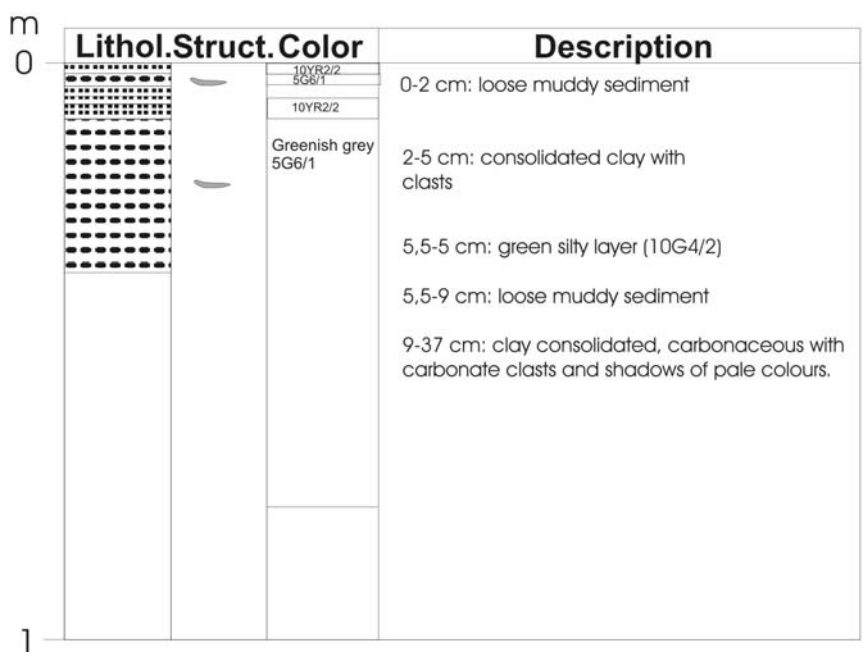 m
Lithol. Struct. Color Description
0
10YR2/2
5G6/1
10YR2/2
Greenish grey
5G6/1
0-2 cm: loose muddy sediment
2-5 cm: consolidated clay with
clasts
5,5-5 cm: green silty layer (10G4/2)
5,5-9 cm: loose muddy sediment
9-37 cm: clay consolidated, carbonaceous with
carbonate clasts and shadows of pale colours.
1